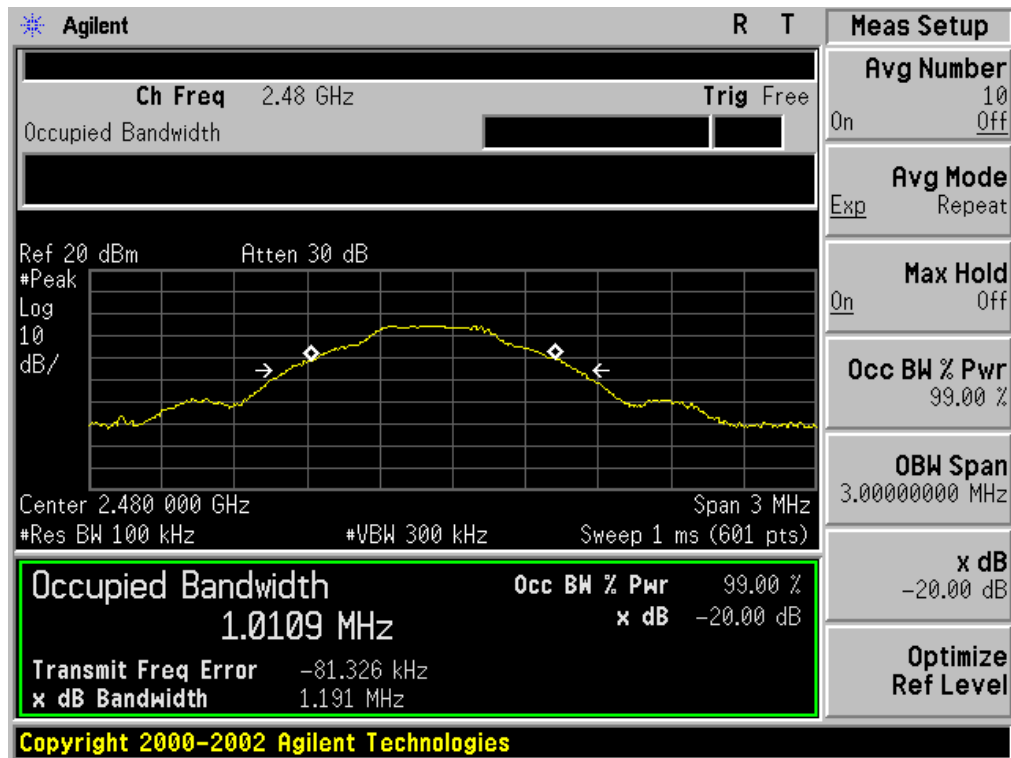 Agilent R T
Ch Freq 2.48 GHz Trig Free
Occupied Bandwidth
Ref 20 dBm Atten 30 dB
#Peak
Log
10
dB/
Center 2.480 000 GHz Span 3 MHz
#Res BW 100 kHz #VBW 300 kHz Sweep 1 ms (601 pts)
Occupied Bandwidth Occ BW % Pwr 99.00 %
1.0109 MHz x dB -20.00 dB
Transmit Freq Error -81.326 kHz
x dB Bandwidth 1.191 MHz
Copyright 2000-2002 Agilent Technologies
Meas Setup
Avg Number
10
On Off
Avg Mode
Exp Repeat
Max Hold
On Off
Occ BW % Pwr
99.00 %
OBW Span
3.00000000 MHz
x dB
-20.00 dB
Optimize
Ref Level